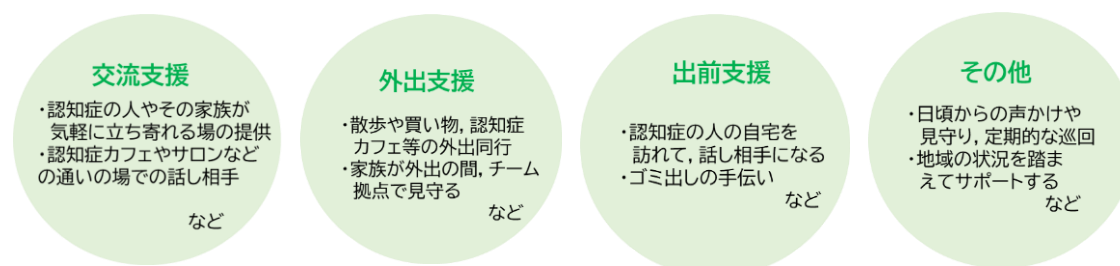 交流支援
・認知症の人やその家族が
気軽に立ち寄れる場の提供
・認知症カフェやサロンなど
の通いの場での話し相手
など
外出支援
・散歩や買い物，認知症
カフェ等の外出同行
・家族が外出の間，チーム
拠点で見守る
など
出前支援
・認知症の人の自宅を
訪れて，話し相手になる
・ゴミ出しの手伝い
など
その他
・日頃からの声かけや
見守り，定期的な巡回
・地域の状況を踏ま
えてサポートする
など